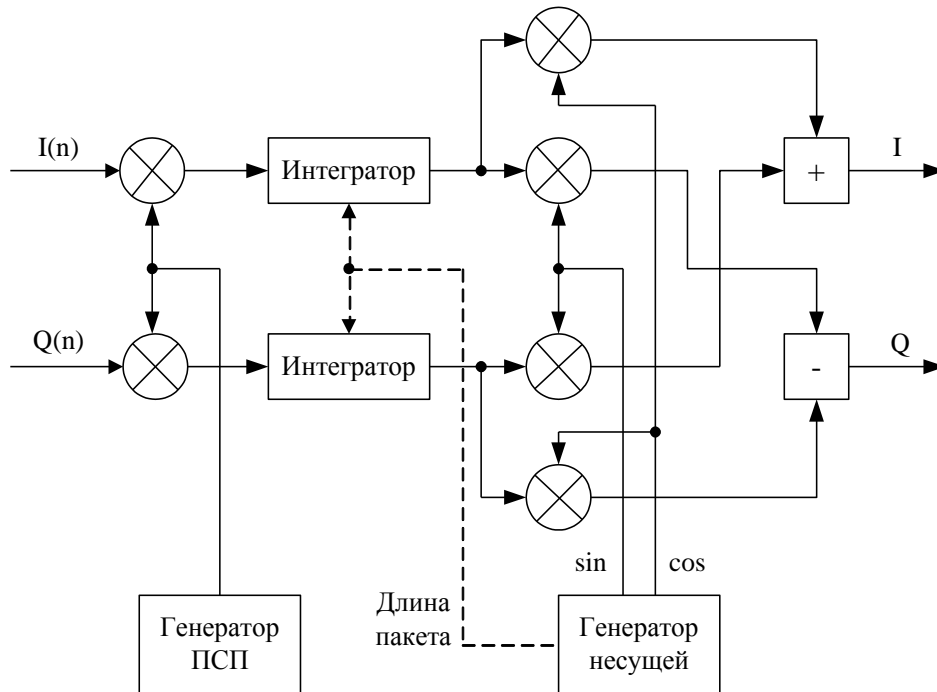 I(n)
Интегратор
+
I
Q(n)
Интегратор
-
Q
sin
cos
Длина
пакета
Генератор
ПСП
Генератор
несущей